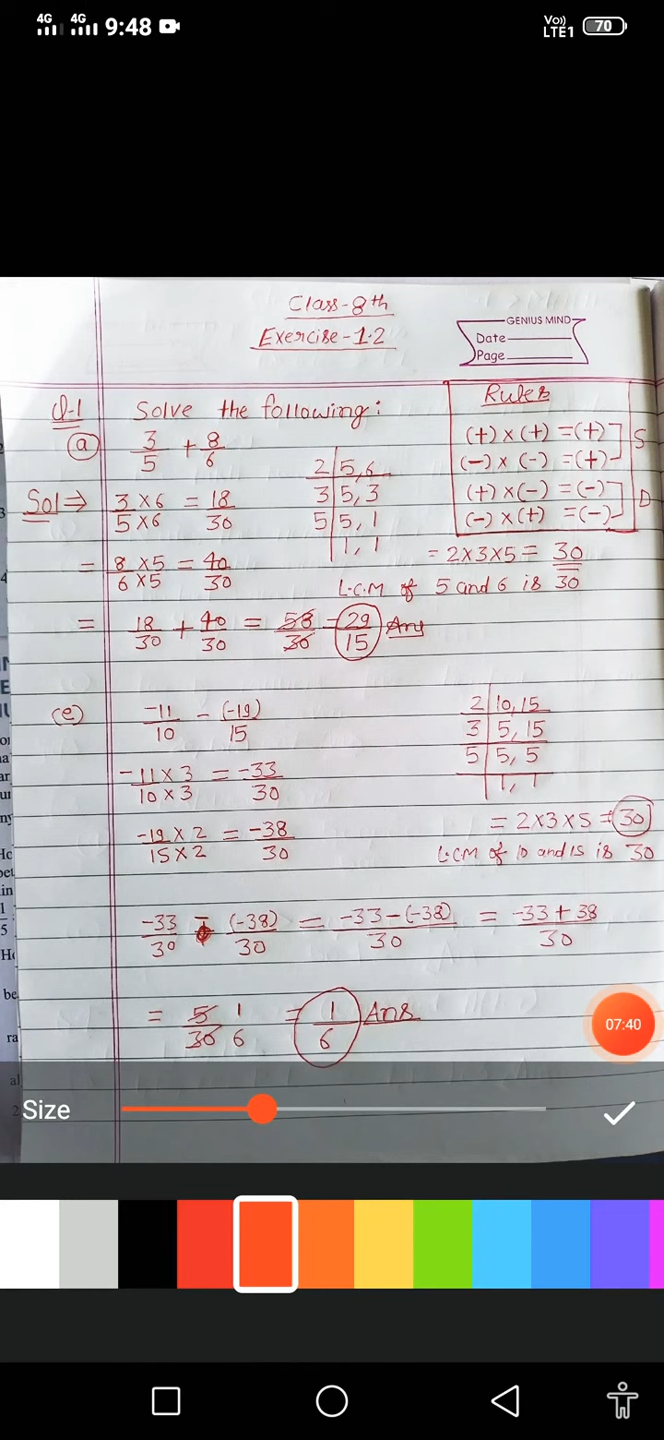 4G 4G 9:48 Vo)) LTE1 70
Class-8th
Exercise-1.2
GENIUS MIND
Date
Page
Q.1 Solve the following:
Rules
(+) × (+) = (+)
(-) × (-) = (+) S
(+) × (-) = (-)
(-) × (+) = (-) D
(a) 3/5 + 8/6
2 | 5, 6
3 | 5, 3
5 | 5, 1
1, 1
Sol ⇒ 3 × 6 / 5 × 6 = 18/30
= 2×3×5 = 30
= 8 × 5 / 6 × 5 = 40/30
L.C.M of 5 and 6 is 30
= 18/30 + 40/30 = 58/30 = 29/15 Ans
(e) -11/10 - (-19)/15
2 | 10, 15
3 | 5, 15
5 | 5, 5
1, 1
-11 × 3 / 10 × 3 = -33/30
= 2×3×5 = 30
-19 × 2 / 15 × 2 = -38/30
L.CM of 10 and 15 is 30
-33/30 - (-38)/30 = -33-(-38)/30 = -33+38/30
= 5/30 1/6 = 1/6 Ans
07:40
Size